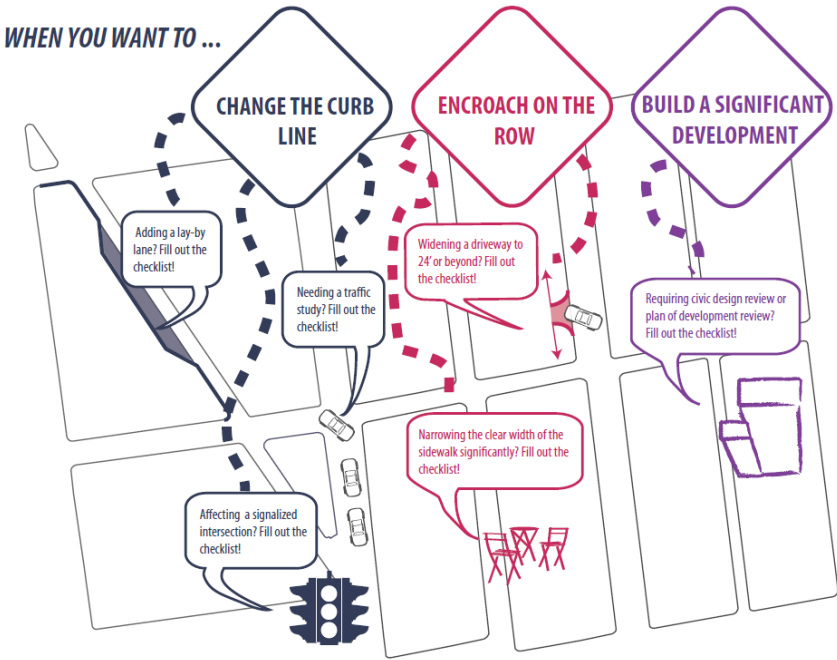 WHEN YOU WANT TO ...
CHANGE THE CURB
LINE
ENCROACH ON THE
ROW
BUILD A SIGNIFICANT
DEVELOPMENT
Adding a lay-by
lane? Fill out the
checklist!
Needing a traffic
study? Fill out the
checklist!
Affecting a signalized
intersection? Fill out the
checklist!
Widening a driveway to
24' or beyond? Fill out
the checklist!
Narrowing the clear width of the
sidewalk significantly? Fill out the
checklist!
Requiring civic design review or
plan of development review?
Fill out the checklist!